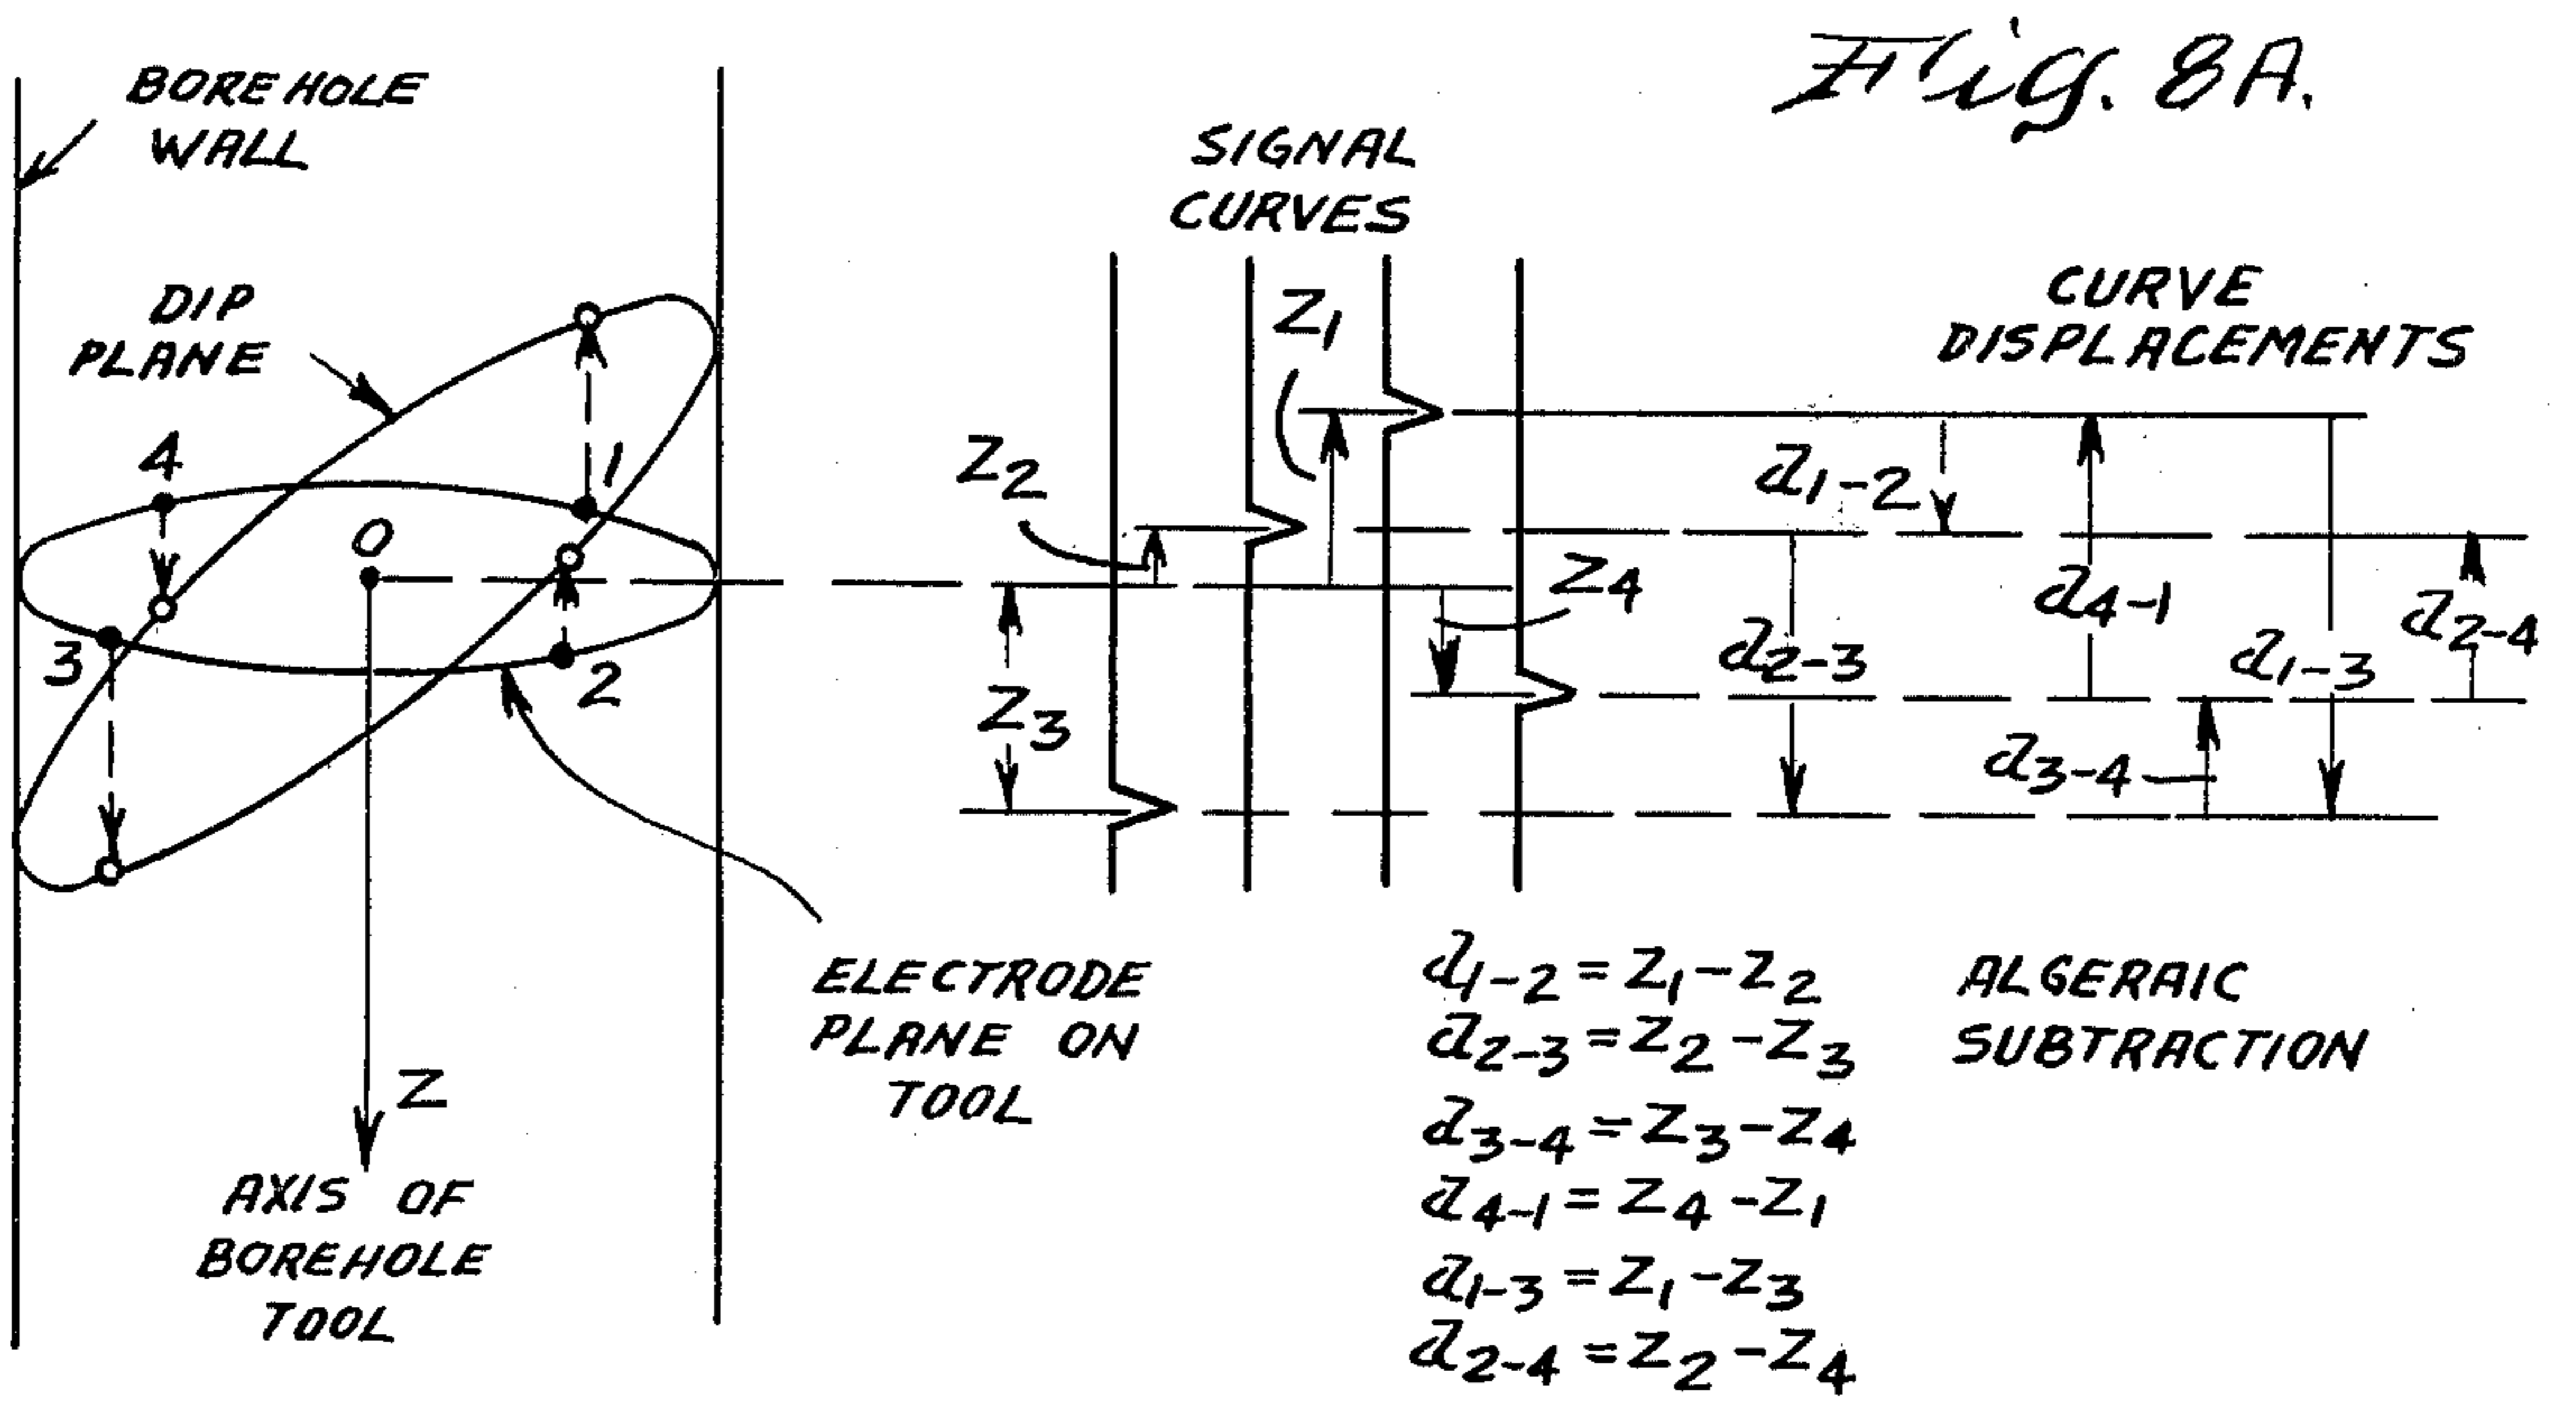 Fig. 8A.
BOREHOLE
WALL
SIGNAL
CURVES
DIP
PLANE
CURVE
DISPLACEMENTS
Z1
Z2
4
1
O
3
2
Z3
Z4
d1-2
d2-3
d4-1
d1-3
d2-4
d3-4
ELECTRODE
PLANE ON
TOOL
Z
AXIS OF
BOREHOLE
TOOL
d1-2 = Z1 - Z2
d2-3 = Z2 - Z3
d3-4 = Z3 - Z4
d4-1 = Z4 - Z1
d1-3 = Z1 - Z3
d2-4 = Z2 - Z4
ALGERAIC
SUBTRACTION